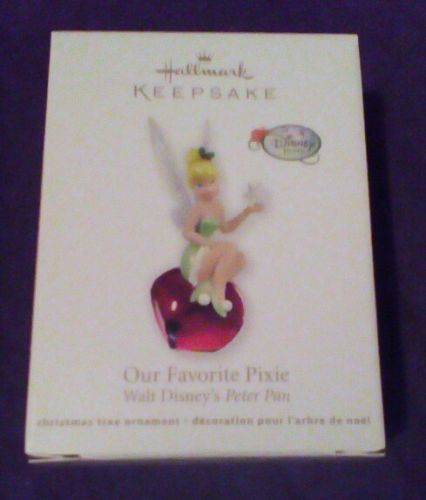 Hallmark
KEEPSAKE
Disney
Our Favorite Pixie
Walt Disney's Peter Pan
christmas tree ornament - décoration pour l'arbre de noël